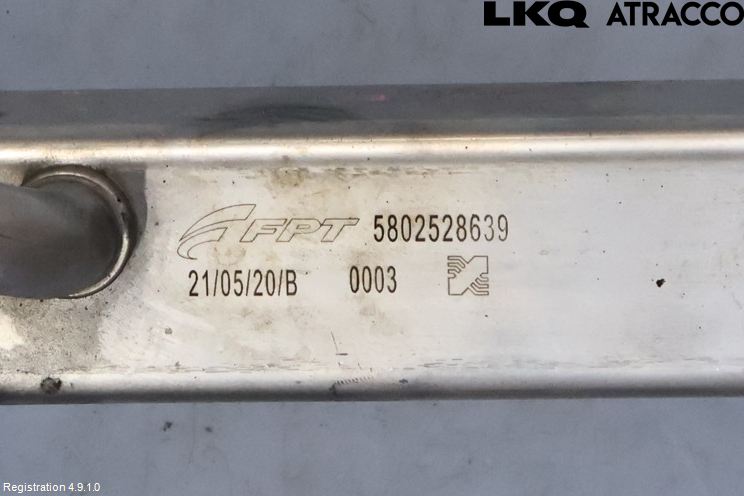 LKQ ATRACCO
FPT 5802528639
21/05/20/B 0003
Registration 4.9.1.0